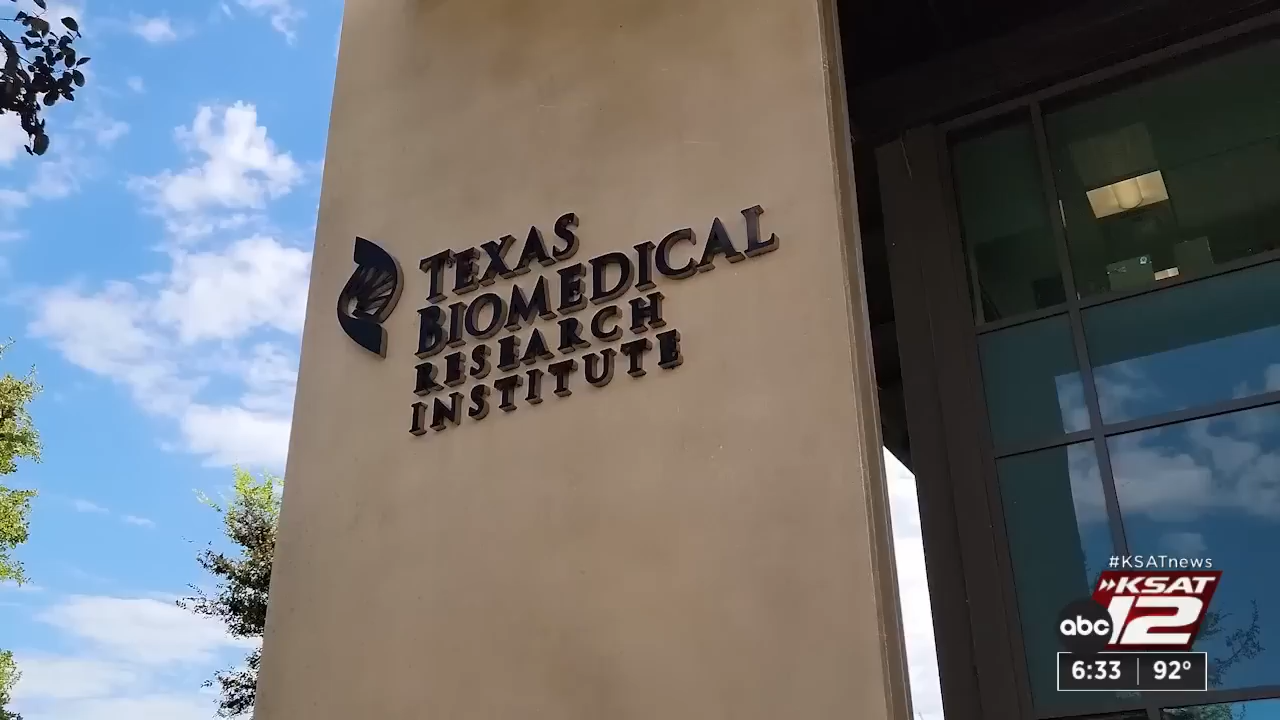 TEXAS
BIOMEDICAL
RESEARCH
INSTITUTE
#KSATnews
KSAT
abc 12
6:33 92°